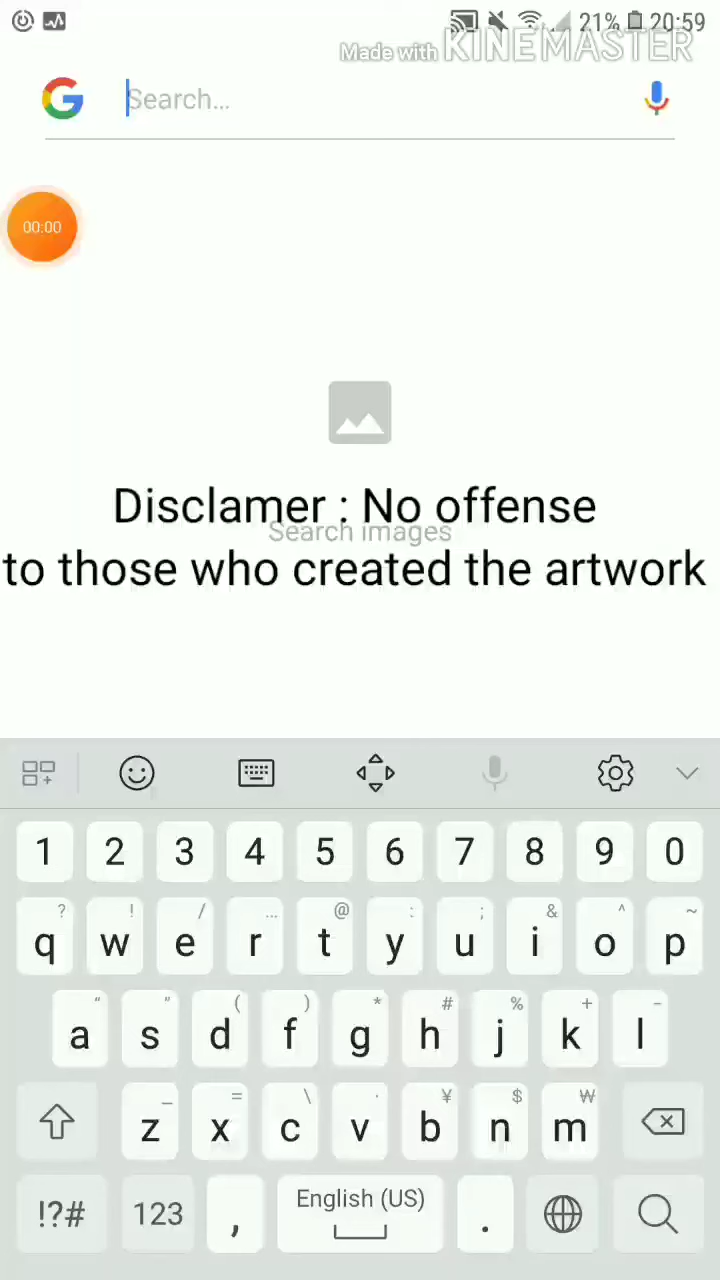 21% 20:59
Made with KINEMASTER
G Search...
00:00
Disclamer : No offense
Search images
to those who created the artwork
1 2 3 4 5 6 7 8 9 0
? ! / ... @ : ; & ^ ~
q w e r t y u i o p
" " ( ) * # % + -
a s d f g h j k l
_ = \ · ¥ $ ₩
z x c v b n m
!?# 123 , English (US) .